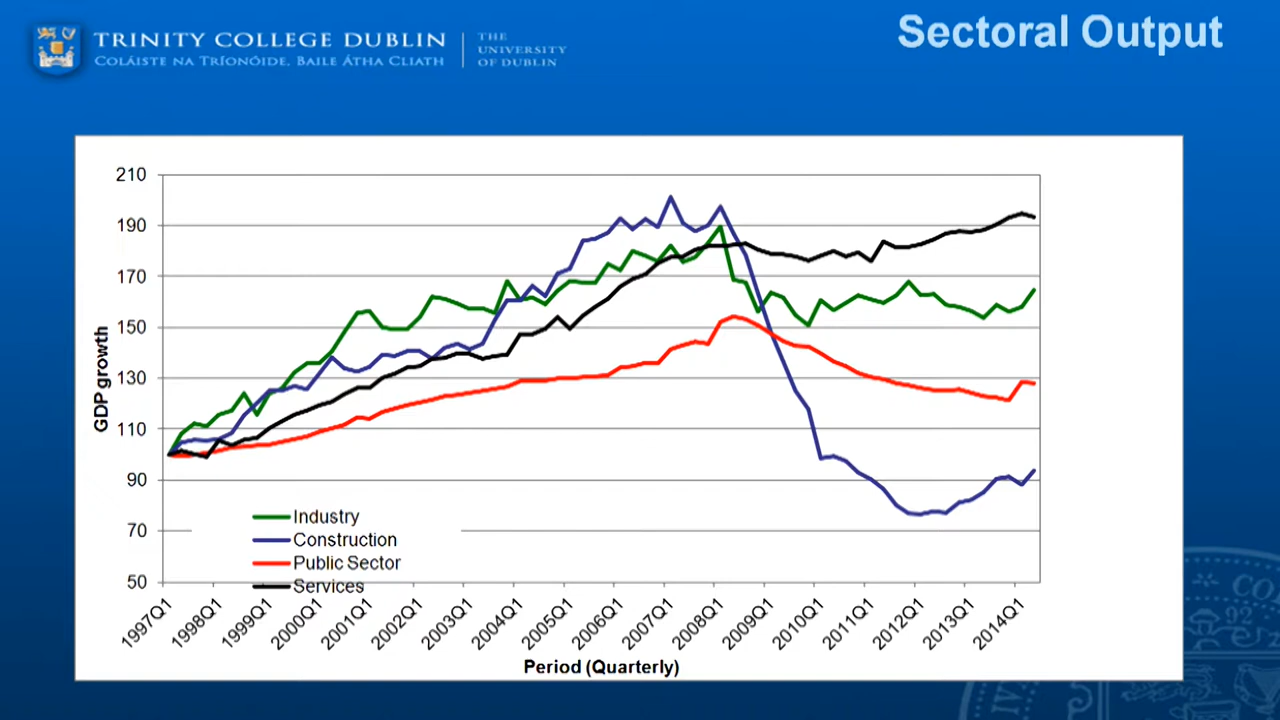 TRINITY COLLEGE DUBLIN
COLÁISTE NA TRÍONÓIDE, BAILE ÁTHA CLIATH
THE
UNIVERSITY
OF DUBLIN
Sectoral Output
210
190
170
150
130
110
90
70
50
GDP growth
Industry
Construction
Public Sector
Services
1997Q1
1998Q1
1999Q1
2000Q1
2001Q1
2002Q1
2003Q1
2004Q1
2005Q1
2006Q1
2007Q1
2008Q1
2009Q1
2010Q1
2011Q1
2012Q1
2013Q1
2014Q1
Period (Quarterly)
92